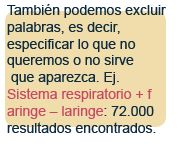 También podemos excluir
palabras, es decir,
especificar lo que no
queremos o no sirve
que aparezca. Ej.
Sistema respiratorio + f
aringe – laringe: 72.000
resultados encontrados.